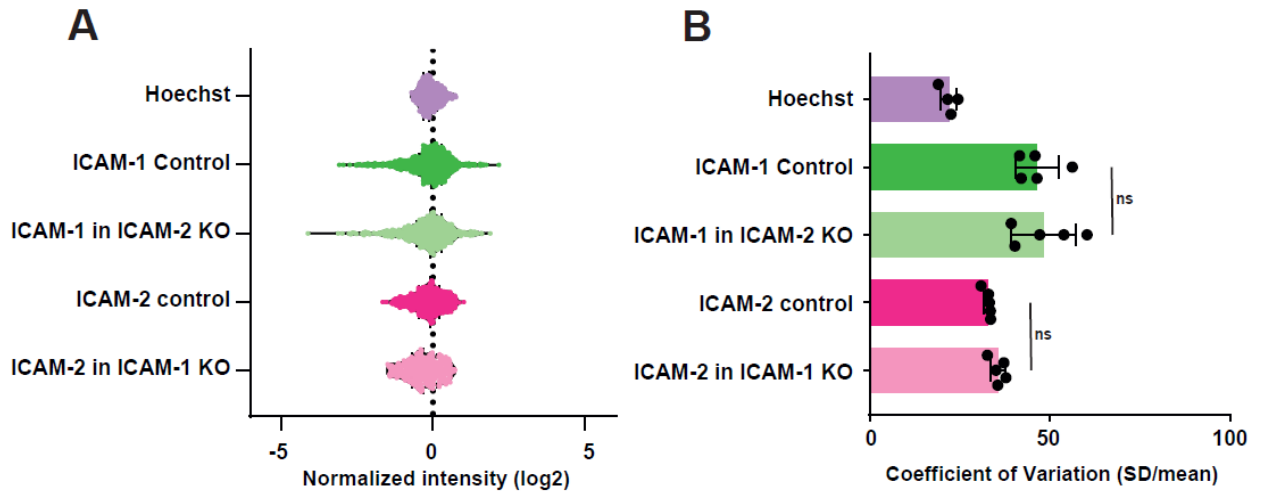 A
Hoechst
ICAM-1 Control
ICAM-1 in ICAM-2 KO
ICAM-2 control
ICAM-2 in ICAM-1 KO
-5
0
5
Normalized intensity (log2)
B
Hoechst
ICAM-1 Control
ICAM-1 in ICAM-2 KO
ICAM-2 control
ICAM-2 in ICAM-1 KO
ns
ns
0
50
100
Coefficient of Variation (SD/mean)